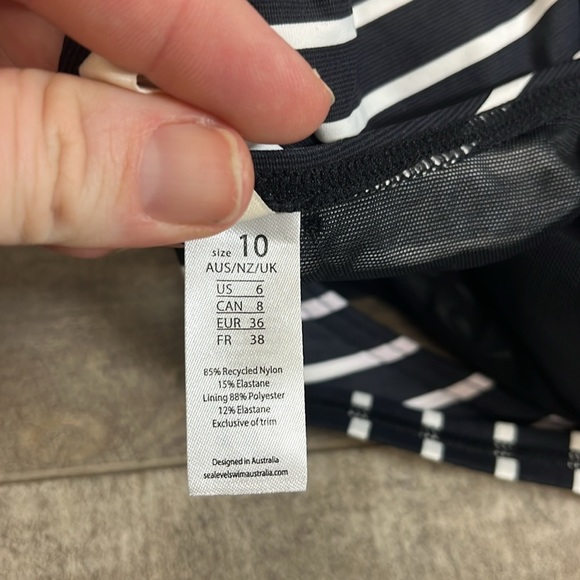 size 10
AUS/NZ/UK
US 6
CAN 8
EUR 36
FR 38
85% Recycled Nylon
15% Elastane
Lining 88% Polyester
12% Elastane
Exclusive of trim
Designed in Australia
sealevelswimaustralia.com